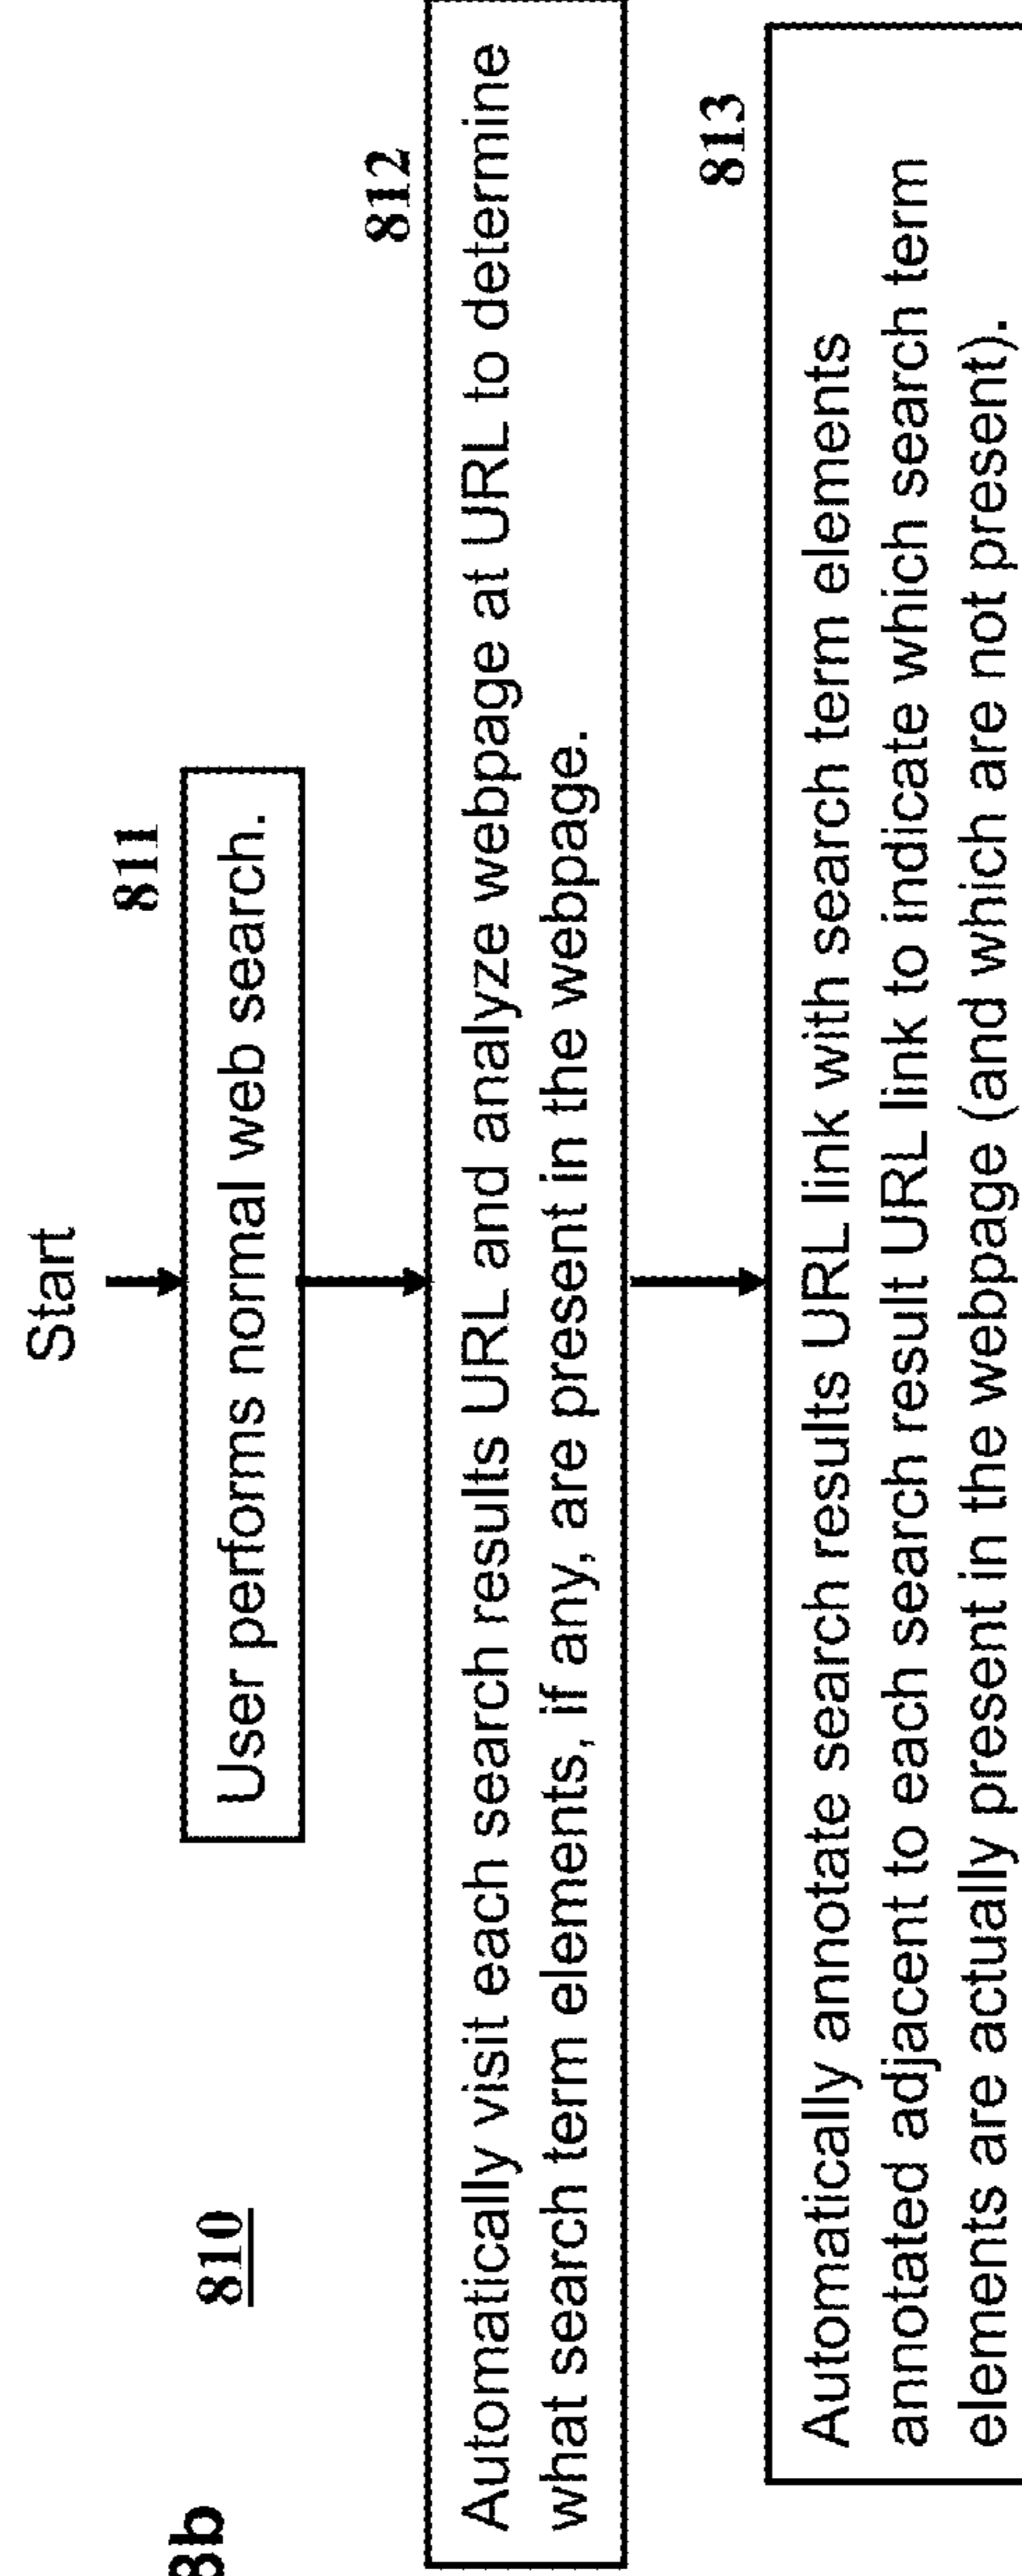 8b
810
Start
811
User performs normal web search.
812
Automatically visit each search results URL and analyze webpage at URL to determine
what search term elements, if any, are present in the webpage.
813
Automatically annotate search results URL link with search term elements
annotated adjacent to each search result URL link to indicate which search term
elements are actually present in the webpage (and which are not present).